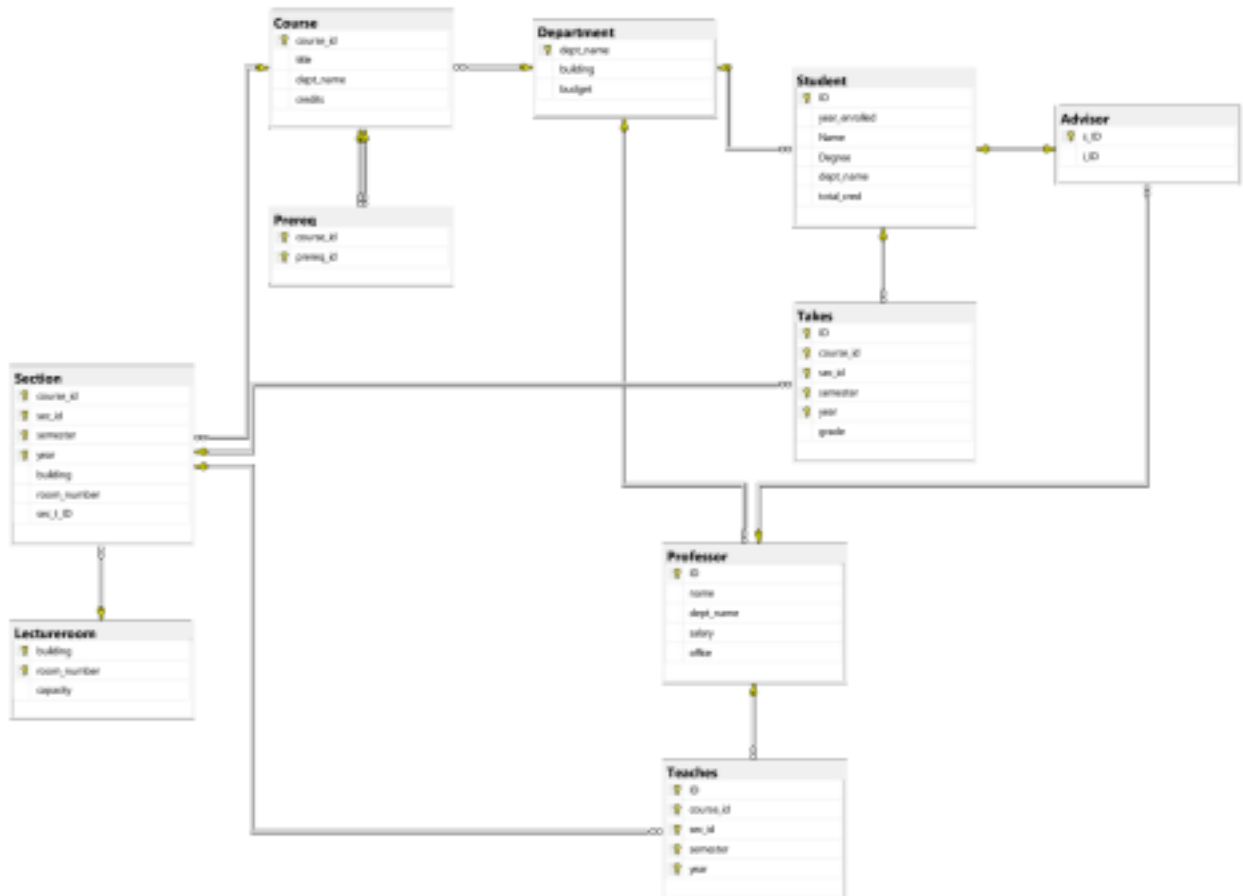 Course
course_id
title
dept_name
credits
Department
dept_name
building
budget
Student
ID
year_enrolled
Name
Degree
dept_name
total_cred
Advisor
s_ID
i_ID
Prereq
course_id
prereq_id
Takes
ID
course_id
sec_id
semester
year
grade
Section
course_id
sec_id
semester
year
building
room_number
Professor
ID
name
dept_name
salary
office
Lectureroom
building
room_number
capacity
Teaches
ID
course_id
sec_id
semester
year